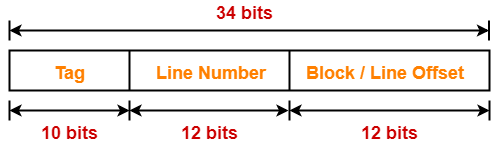 34 bits
Tag Line Number Block / Line Offset
10 bits 12 bits 12 bits